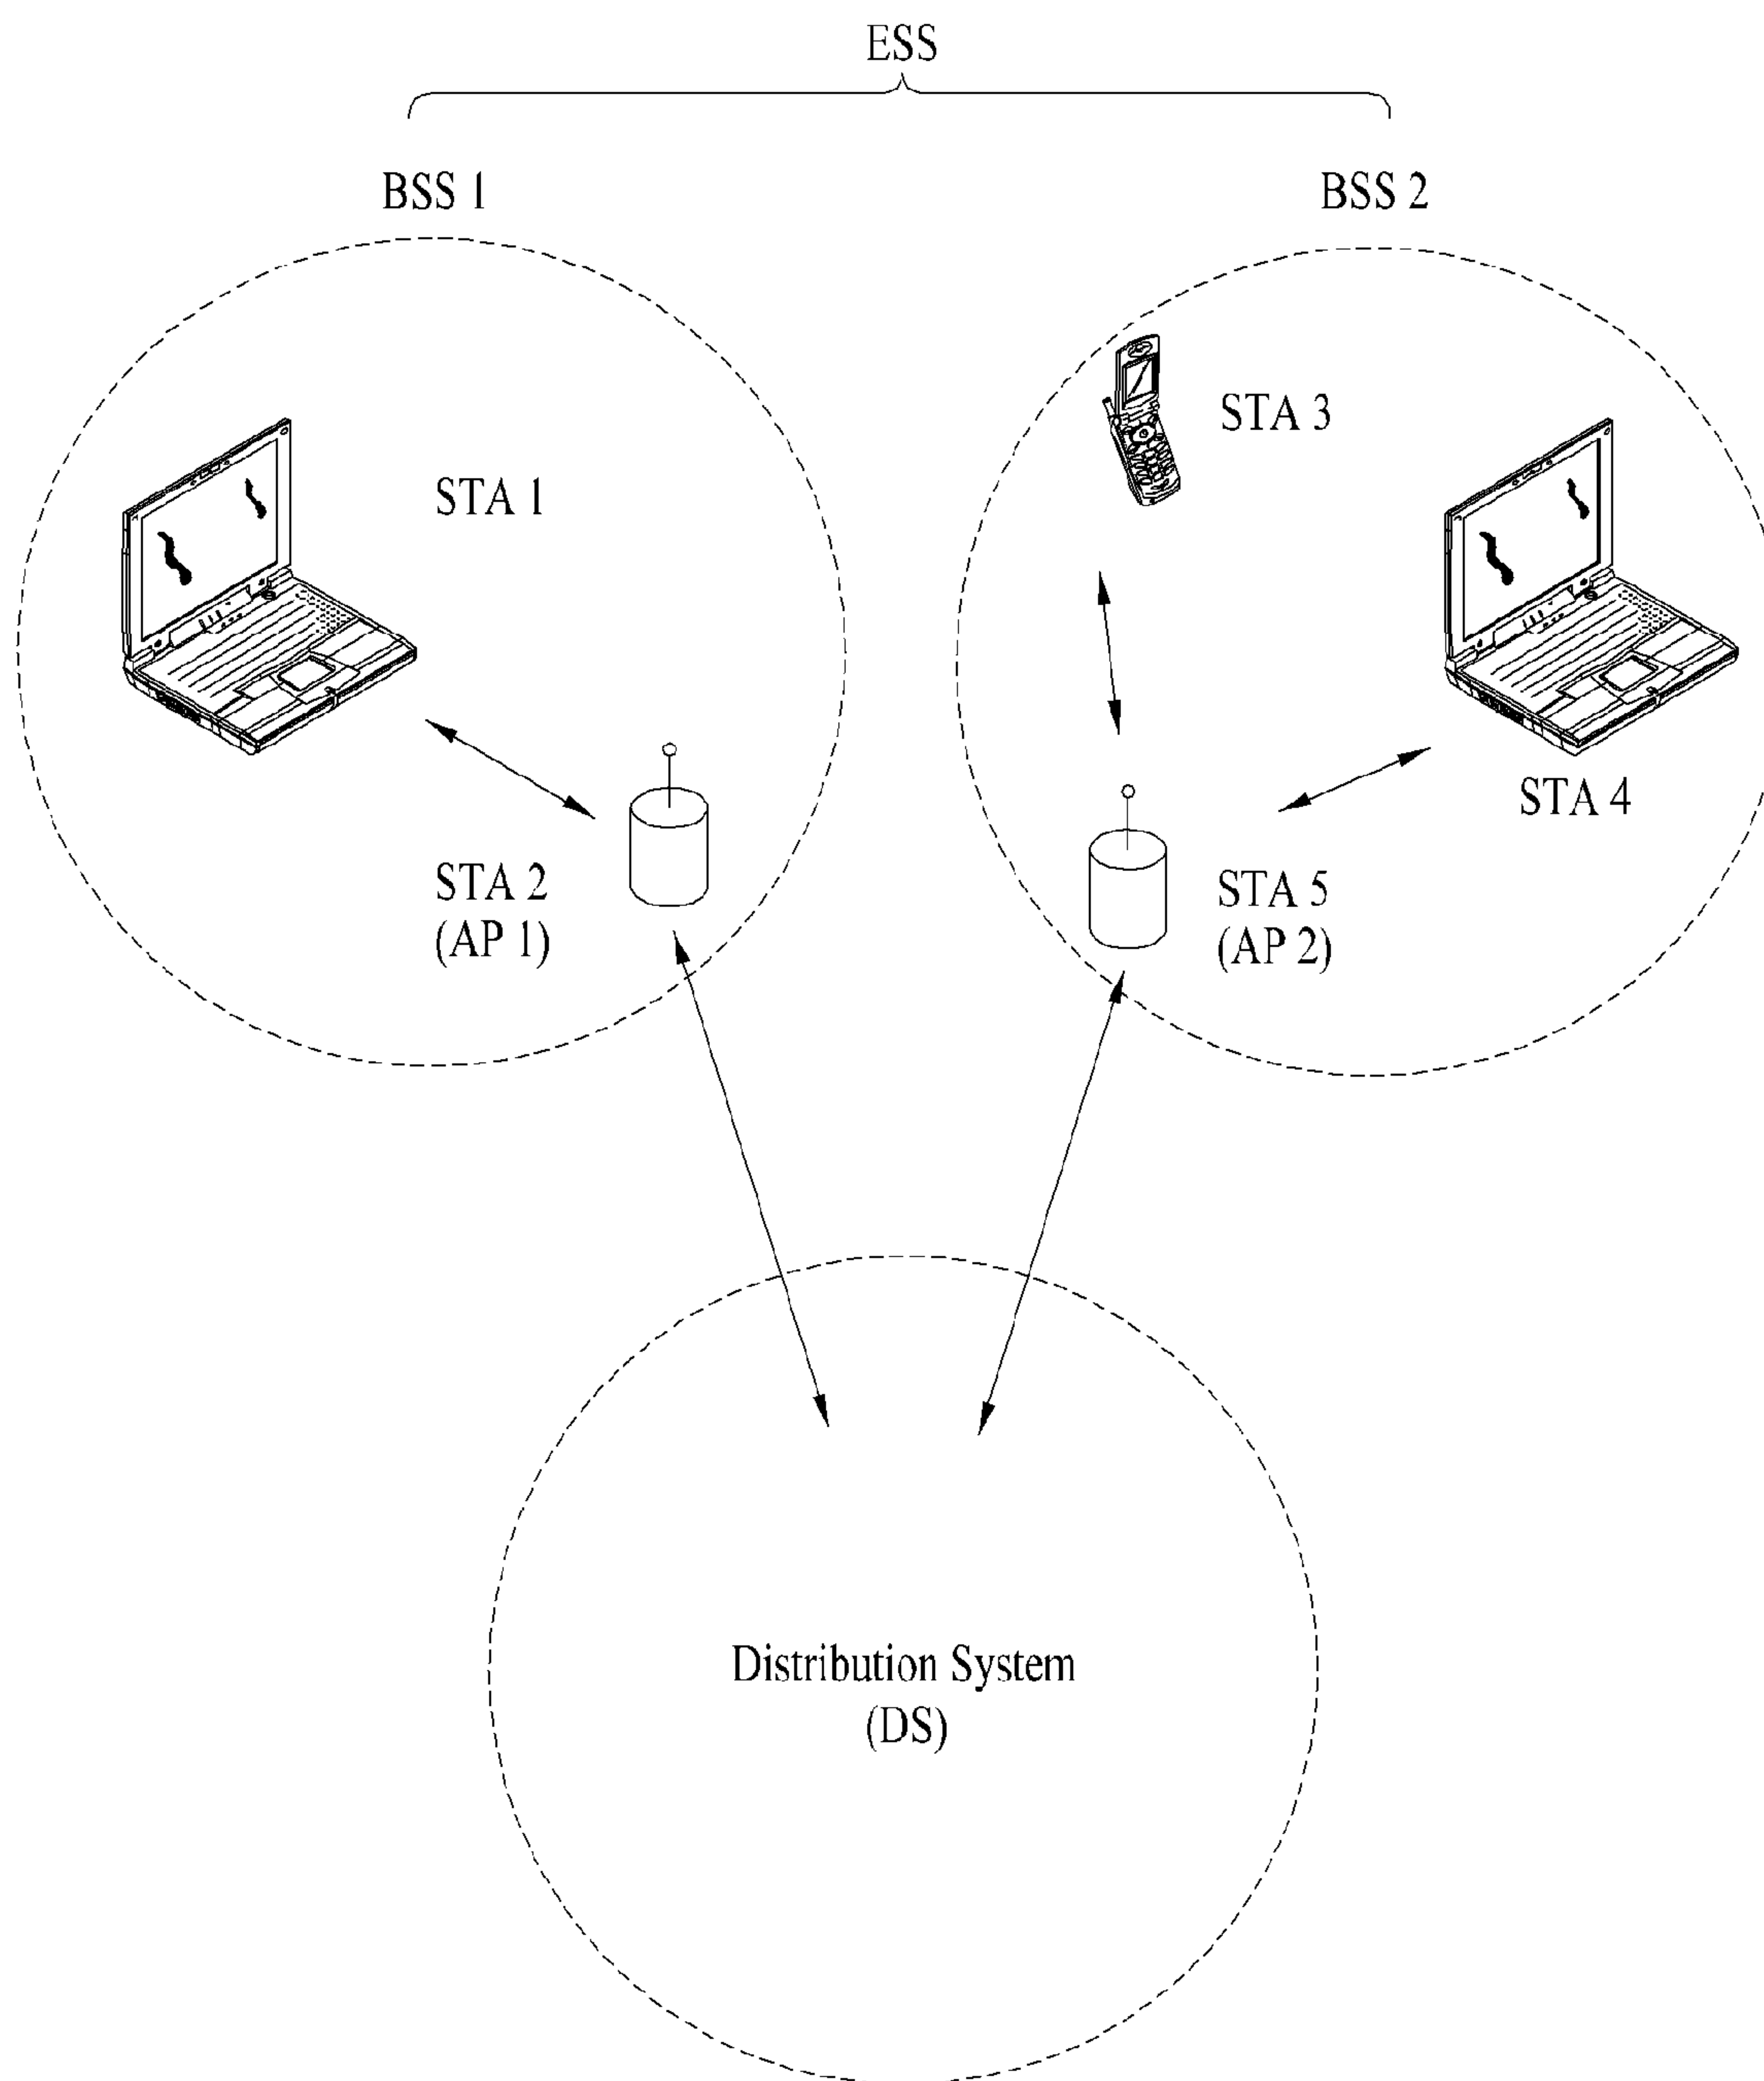 ESS
BSS 1
BSS 2
STA 3
STA 1
STA 4
STA 2
(AP 1)
STA 5
(AP 2)
Distribution System
(DS)